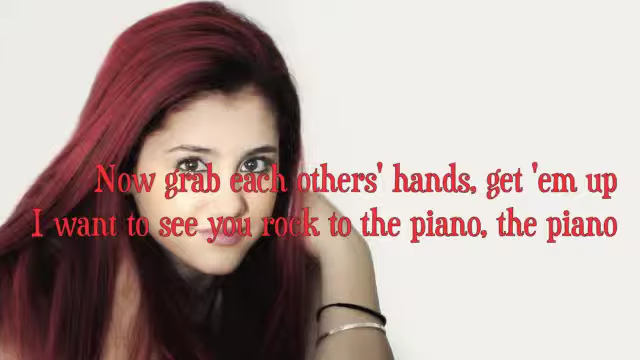 Now grab each others' hands, get 'em up
I want to see you rock to the piano, the piano